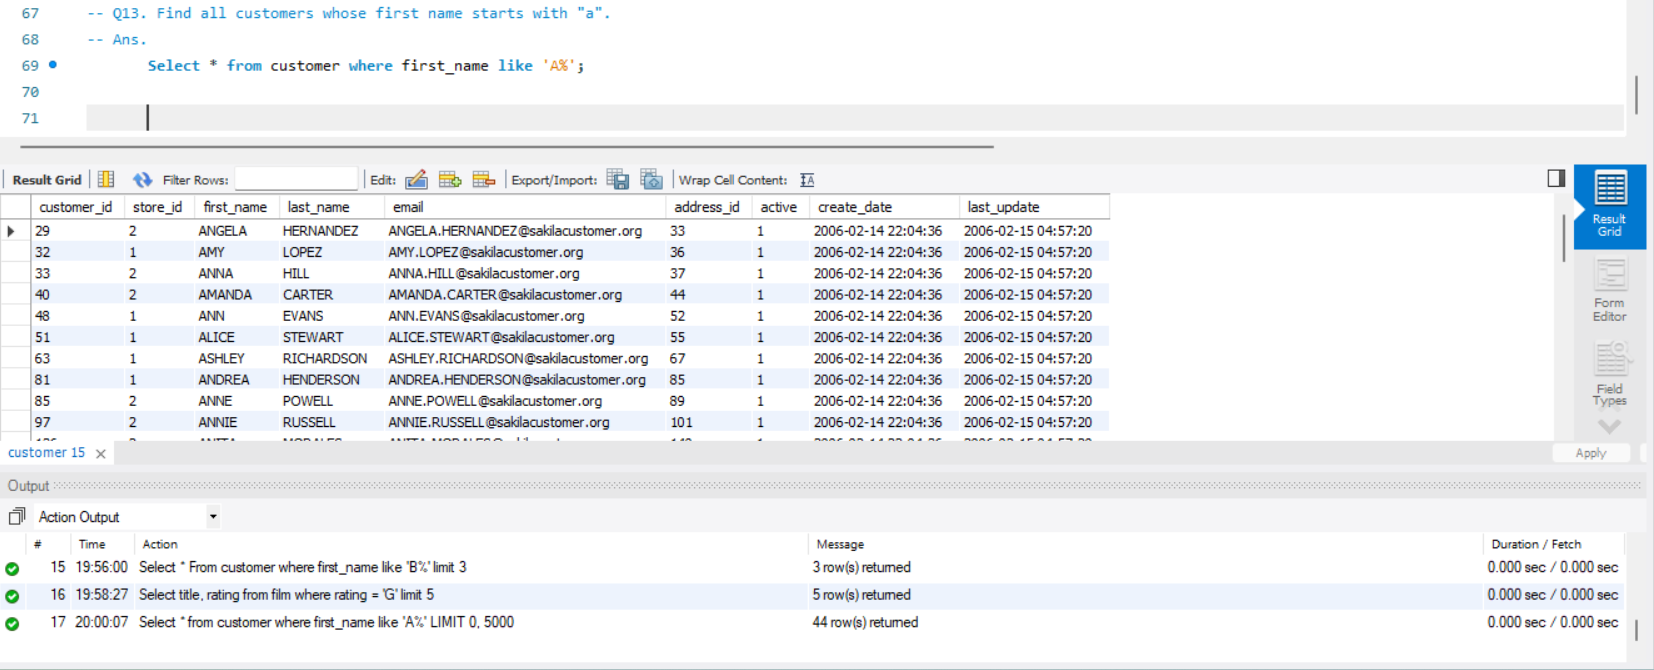 67 -- Q13. Find all customers whose first name starts with "a".
68 -- Ans.
69 Select * from customer where first_name like 'A%';
70
71
Result Grid Filter Rows: Edit: Export/Import: Wrap Cell Content:
customer_id store_id first_name last_name email address_id active create_date last_update
29 2 ANGELA HERNANDEZ ANGELA.HERNANDEZ@sakilacustomer.org 33 1 2006-02-14 22:04:36 2006-02-15 04:57:20
32 1 AMY LOPEZ AMY.LOPEZ@sakilacustomer.org 36 1 2006-02-14 22:04:36 2006-02-15 04:57:20
33 2 ANNA HILL ANNA.HILL@sakilacustomer.org 37 1 2006-02-14 22:04:36 2006-02-15 04:57:20
40 2 AMANDA CARTER AMANDA.CARTER@sakilacustomer.org 44 1 2006-02-14 22:04:36 2006-02-15 04:57:20
48 1 ANN EVANS ANN.EVANS@sakilacustomer.org 52 1 2006-02-14 22:04:36 2006-02-15 04:57:20
51 1 ALICE STEWART ALICE.STEWART@sakilacustomer.org 55 1 2006-02-14 22:04:36 2006-02-15 04:57:20
63 1 ASHLEY RICHARDSON ASHLEY.RICHARDSON@sakilacustomer.org 67 1 2006-02-14 22:04:36 2006-02-15 04:57:20
81 1 ANDREA HENDERSON ANDREA.HENDERSON@sakilacustomer.org 85 1 2006-02-14 22:04:36 2006-02-15 04:57:20
85 2 ANNE POWELL ANNE.POWELL@sakilacustomer.org 89 1 2006-02-14 22:04:36 2006-02-15 04:57:20
97 2 ANNIE RUSSELL ANNIE.RUSSELL@sakilacustomer.org 101 1 2006-02-14 22:04:36 2006-02-15 04:57:20
Result
Grid
Form
Editor
Field
Types
customer 15
Apply
Output
Action Output
# Time Action Message Duration / Fetch
15 19:56:00 Select * From customer where first_name like 'B%' limit 3 3 row(s) returned 0.000 sec / 0.000 sec
16 19:58:27 Select title, rating from film where rating = 'G' limit 5 5 row(s) returned 0.000 sec / 0.000 sec
17 20:00:07 Select * from customer where first_name like 'A%' LIMIT 0, 5000 44 row(s) returned 0.000 sec / 0.000 sec